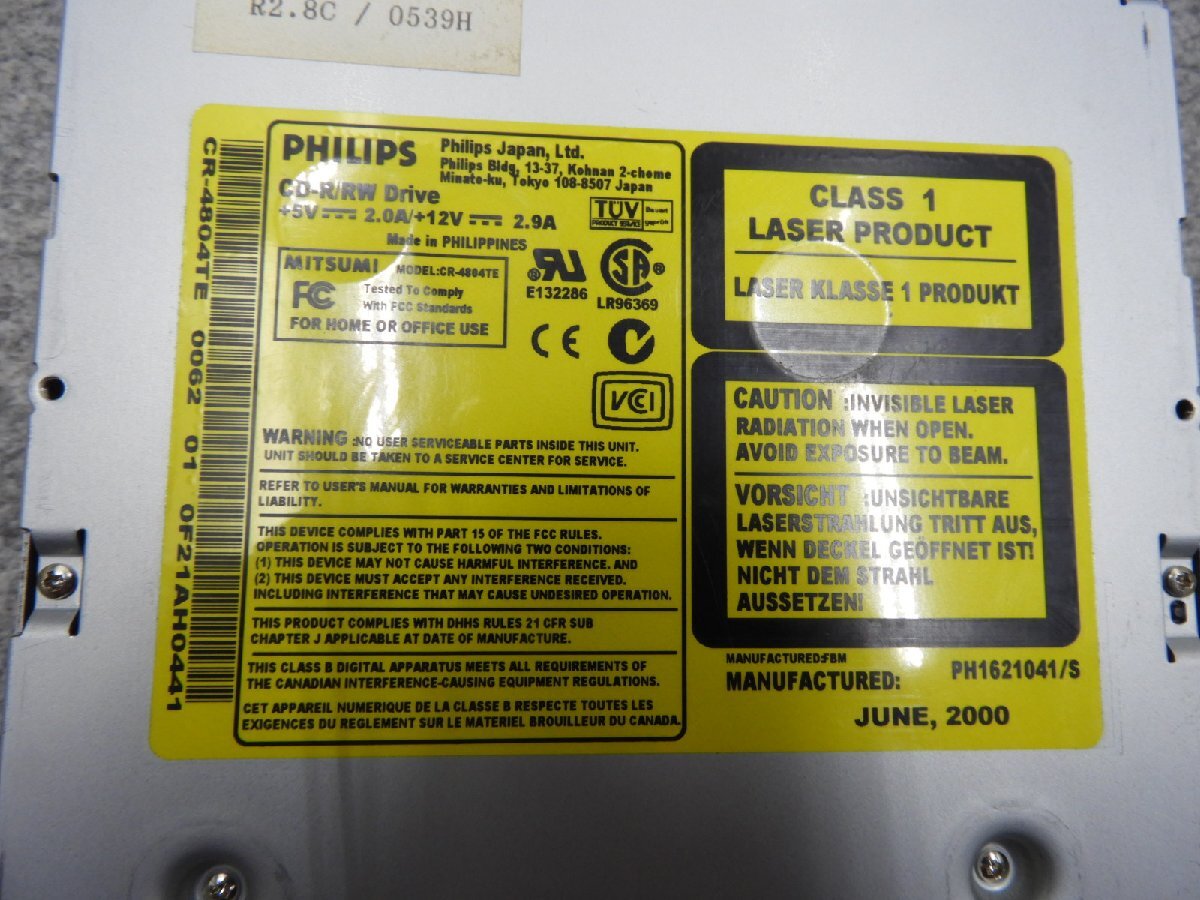 R2.8C / 0539H
CR-4804TE 0062 01 0F21AH0441
PHILIPS
Philips Japan, Ltd.
Philips Bldg, 13-37, Kohnan 2-chome
Minato-ku, Tokyo 108-8507 Japan
CD-R/RW Drive
+5V 2.0A/+12V 2.9A
Made in PHILIPPINES
TÜV
PRODUCT SERVICE
MITSUMI MODEL:CR-4804TE
FC Tested To Comply
With FCC Standards
FOR HOME OR OFFICE USE
E132286
SA
LR96369
CE
VCI
WARNING :NO USER SERVICEABLE PARTS INSIDE THIS UNIT.
UNIT SHOULD BE TAKEN TO A SERVICE CENTER FOR SERVICE.
REFER TO USER'S MANUAL FOR WARRANTIES AND LIMITATIONS OF
LIABILITY.
THIS DEVICE COMPLIES WITH PART 15 OF THE FCC RULES.
OPERATION IS SUBJECT TO THE FOLLOWING TWO CONDITIONS:
(1) THIS DEVICE MAY NOT CAUSE HARMFUL INTERFERENCE. AND
(2) THIS DEVICE MUST ACCEPT ANY INTERFERENCE RECEIVED.
INCLUDING INTERFERENCE THAT MAY CAUSE UNDESIRED OPERATION.
THIS PRODUCT COMPLIES WITH DHHS RULES 21 CFR SUB
CHAPTER J APPLICABLE AT DATE OF MANUFACTURE.
THIS CLASS B DIGITAL APPARATUS MEETS ALL REQUIREMENTS OF
THE CANADIAN INTERFERENCE-CAUSING EQUIPMENT REGULATIONS.
CET APPAREIL NUMERIQUE DE LA CLASSE B RESPECTE TOUTES LES
EXIGENCES DU REGLEMENT SUR LE MATERIEL BROUILLEUR DU CANADA.
CLASS 1
LASER PRODUCT
LASER KLASSE 1 PRODUKT
CAUTION :INVISIBLE LASER
RADIATION WHEN OPEN.
AVOID EXPOSURE TO BEAM.
VORSICHT :UNSICHTBARE
LASERSTRAHLUNG TRITT AUS,
WENN DECKEL GEÖFFNET IST!
NICHT DEM STRAHL
AUSSETZEN!
MANUFACTURED:FBM
MANUFACTURED: PH1621041/S
JUNE, 2000